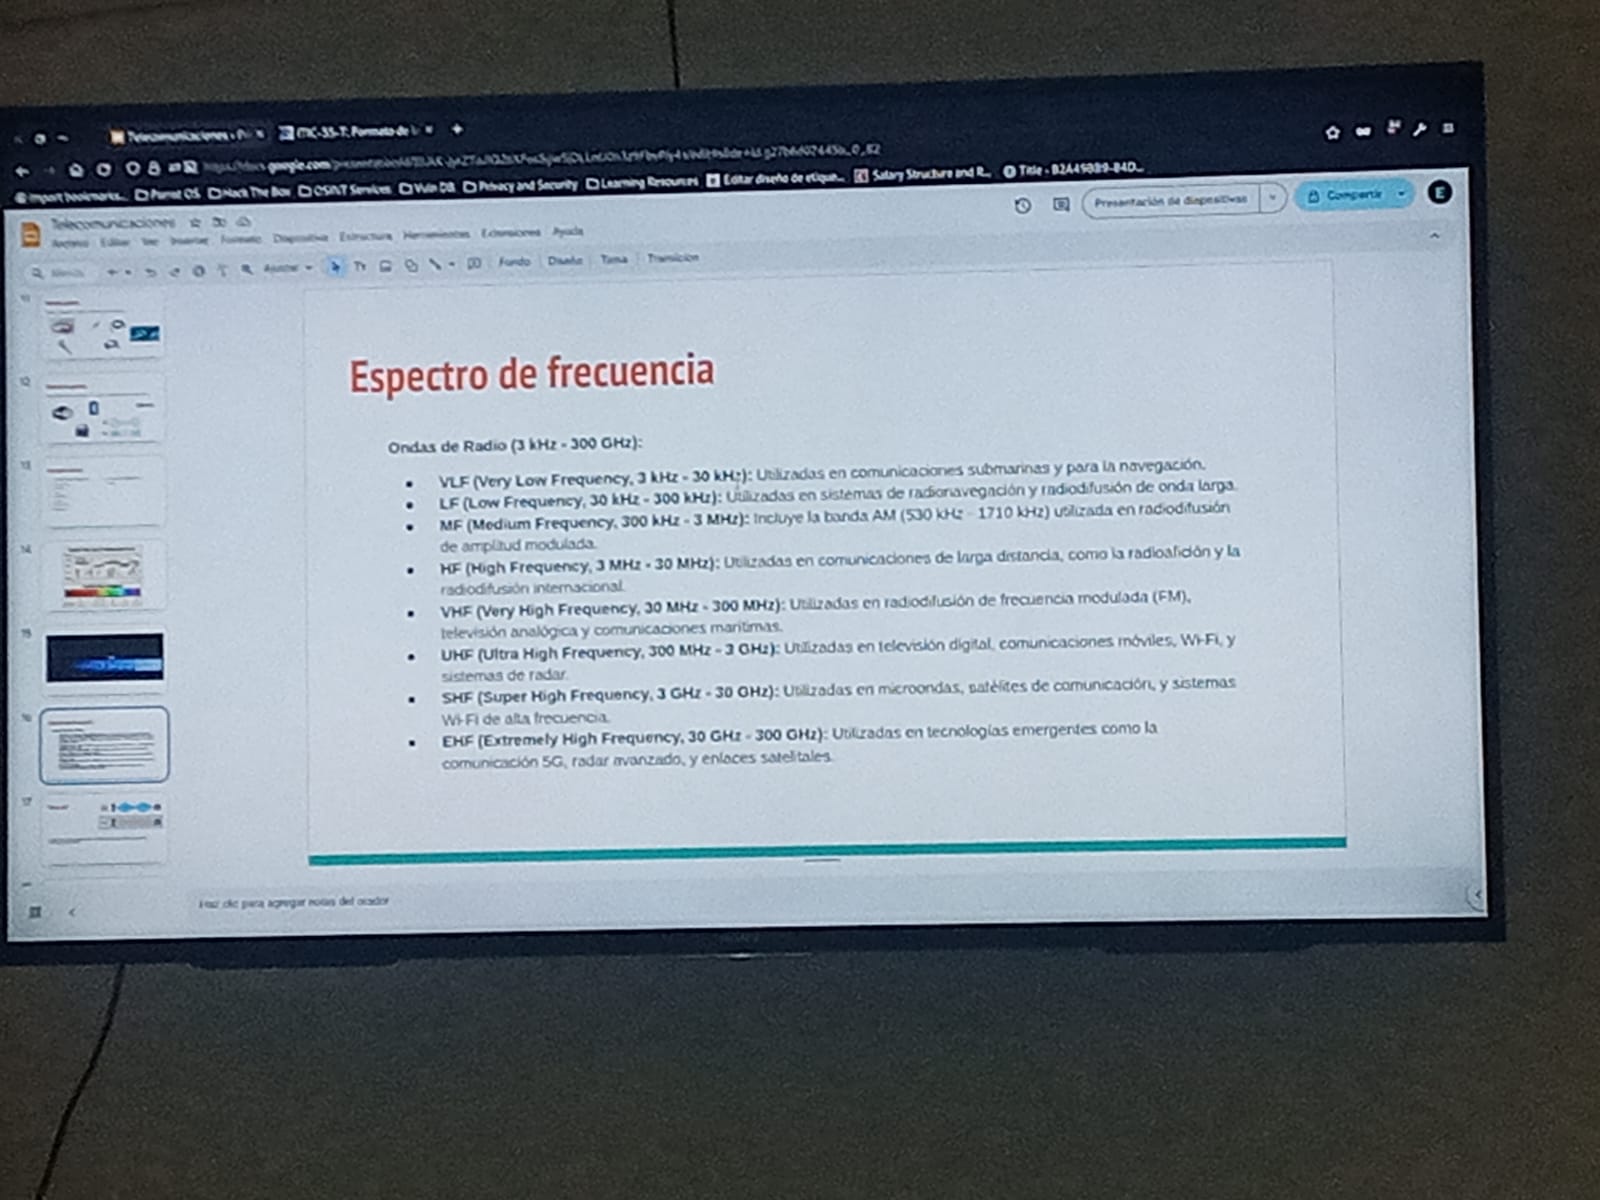 Telecomunicaciones - P
ITIC-35-T: Formato de
google.com
Import bookmarks... Parrot OS Hack The Box OSINT Services Vuln DB Privacy and Security Learning Resources Editar diseño de etique... Salary Structure and R... Title - B2A449B9-84D...
Telecomunicaciones
Presentación de diapositivas
Compartir
E
Archivo Editar Ver Insertar Formato Diapositiva Estructura Herramientas Extensiones Ayuda
Ajustar Fondo Diseño Tema Transición
11
12
13
14
15
16
17
Espectro de frecuencia
Ondas de Radio (3 kHz - 300 GHz):
• VLF (Very Low Frequency, 3 kHz - 30 kHz): Utilizadas en comunicaciones submarinas y para la navegación.
• LF (Low Frequency, 30 kHz - 300 kHz): Utilizadas en sistemas de radionavegación y radiodifusión de onda larga.
• MF (Medium Frequency, 300 kHz - 3 MHz): Incluye la banda AM (530 kHz - 1710 kHz) utilizada en radiodifusión
de amplitud modulada.
• HF (High Frequency, 3 MHz - 30 MHz): Utilizadas en comunicaciones de larga distancia, como la radioafición y la
radiodifusión internacional.
• VHF (Very High Frequency, 30 MHz - 300 MHz): Utilizadas en radiodifusión de frecuencia modulada (FM),
televisión analógica y comunicaciones marítimas.
• UHF (Ultra High Frequency, 300 MHz - 3 GHz): Utilizadas en televisión digital, comunicaciones móviles, Wi-Fi, y
sistemas de radar.
• SHF (Super High Frequency, 3 GHz - 30 GHz): Utilizadas en microondas, satélites de comunicación, y sistemas
Wi-Fi de alta frecuencia.
• EHF (Extremely High Frequency, 30 GHz - 300 GHz): Utilizadas en tecnologías emergentes como la
comunicación 5G, radar avanzado, y enlaces satelitales.
Haz clic para agregar notas del orador